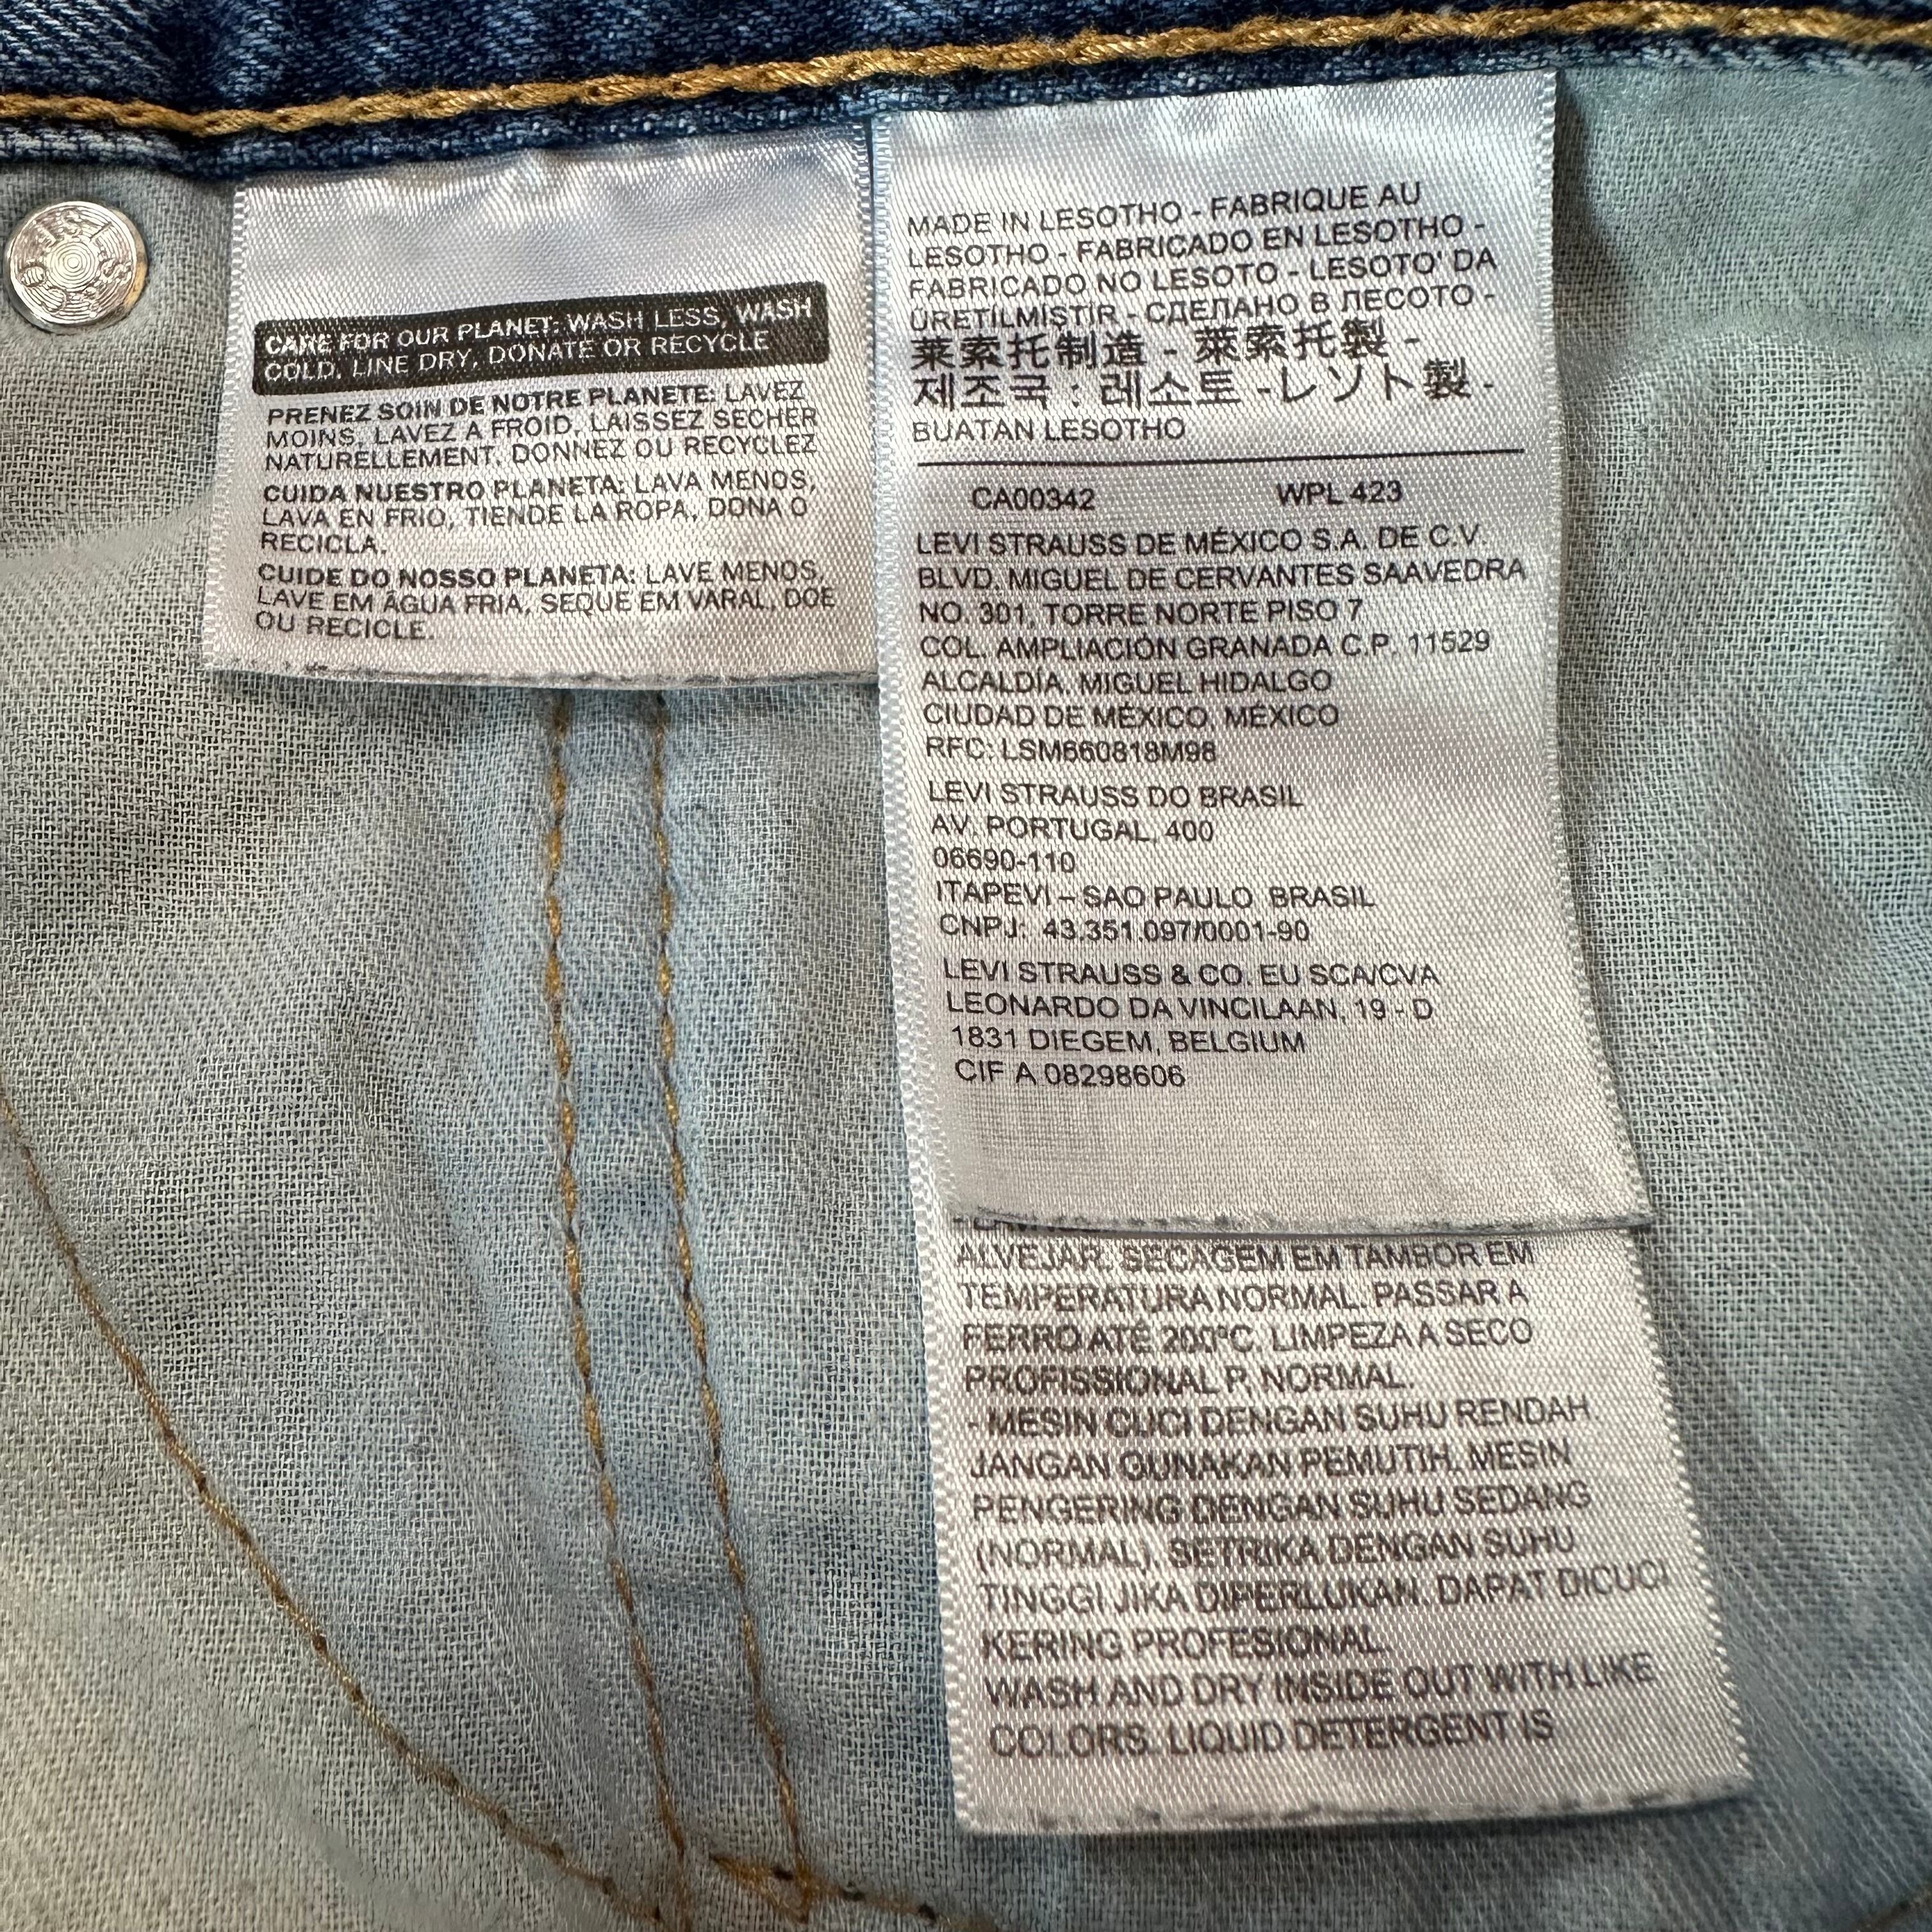 CARE FOR OUR PLANET: WASH LESS, WASH
COLD, LINE DRY, DONATE OR RECYCLE
PRENEZ SOIN DE NOTRE PLANETE: LAVEZ
MOINS, LAVEZ A FROID, LAISSEZ SECHER
NATURELLEMENT, DONNEZ OU RECYCLEZ
CUIDA NUESTRO PLANETA: LAVA MENOS,
LAVA EN FRIO, TIENDE LA ROPA, DONA O
RECICLA.
CUIDE DO NOSSO PLANETA: LAVE MENOS,
LAVE EM ÁGUA FRIA, SEQUE EM VARAL, DOE
OU RECICLE.
MADE IN LESOTHO - FABRIQUE AU
LESOTHO - FABRICADO EN LESOTHO -
FABRICADO NO LESOTO - LESOTO' DA
ÜRETİLMİŞTİR - СДЕЛАНО В ЛЕСОТО -
莱索托制造 - 萊索托製 -
제조국 : 레소토 -レソト製 -
BUATAN LESOTHO
CA00342 WPL 423
LEVI STRAUSS DE MÉXICO S.A. DE C.V.
BLVD. MIGUEL DE CERVANTES SAAVEDRA
NO. 301, TORRE NORTE PISO 7
COL. AMPLIACIÓN GRANADA C.P. 11529
ALCALDÍA. MIGUEL HIDALGO
CIUDAD DE MÉXICO, MÉXICO
RFC: LSM660818M98
LEVI STRAUSS DO BRASIL
AV. PORTUGAL, 400
06690-110
ITAPEVI – SAO PAULO BRASIL
CNPJ: 43.351.097/0001-90
LEVI STRAUSS & CO. EU SCA/CVA
LEONARDO DA VINCILAAN, 19 - D
1831 DIEGEM, BELGIUM
CIF A 08298606
ALVEJAR. SECAGEM EM TAMBOR EM
TEMPERATURA NORMAL. PASSAR A
FERRO ATÉ 200ºC. LIMPEZA A SECO
PROFISSIONAL P, NORMAL.
- MESIN CUCI DENGAN SUHU RENDAH.
JANGAN GUNAKAN PEMUTIH. MESIN
PENGERING DENGAN SUHU SEDANG
(NORMAL). SETRIKA DENGAN SUHU
TINGGI JIKA DIPERLUKAN. DAPAT DICUCI
KERING PROFESIONAL.
WASH AND DRY INSIDE OUT WITH LIKE
COLORS. LIQUID DETERGENT IS